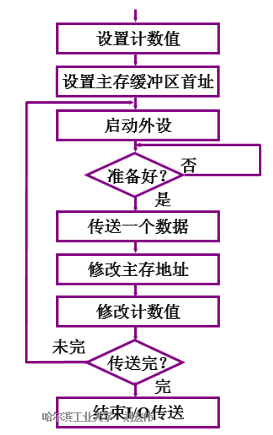 设置计数值
设置主存缓冲区首址
启动外设
准备好?
否
是
传送一个数据
修改主存地址
修改计数值
未完
传送完?
完
哈尔滨工业大学
结束I/O传送